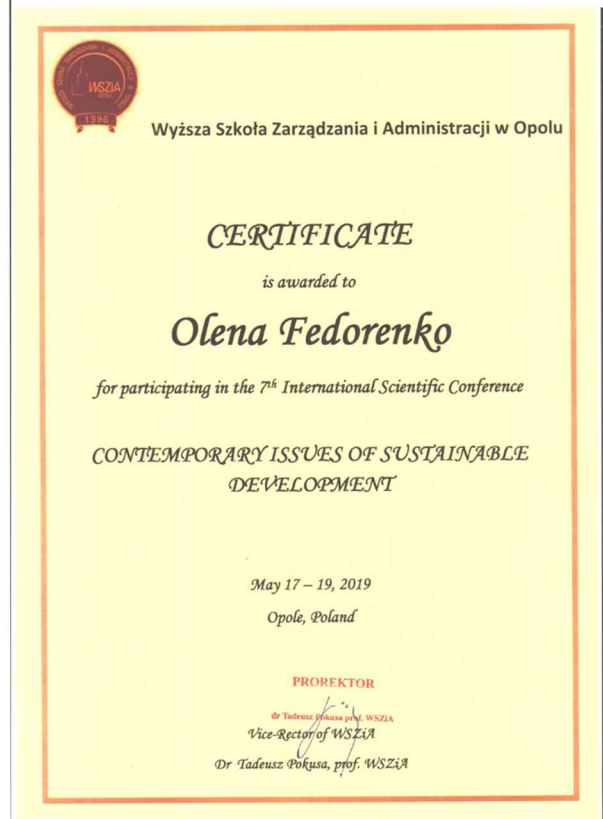 WSZiA
OPOLE
1996
Wyższa Szkoła Zarządzania i Administracji w Opolu
CERTIFICATE
is awarded to
Olena Fedorenko
for participating in the 7th International Scientific Conference
CONTEMPORARY ISSUES OF SUSTAINABLE
DEVELOPMENT
May 17 – 19, 2019
Opole, Poland
PROREKTOR
dr Tadeusz Pokusa prof. WSZiA
Vice-Rector of WSZiA
Dr Tadeusz Pokusa, prof. WSZiA